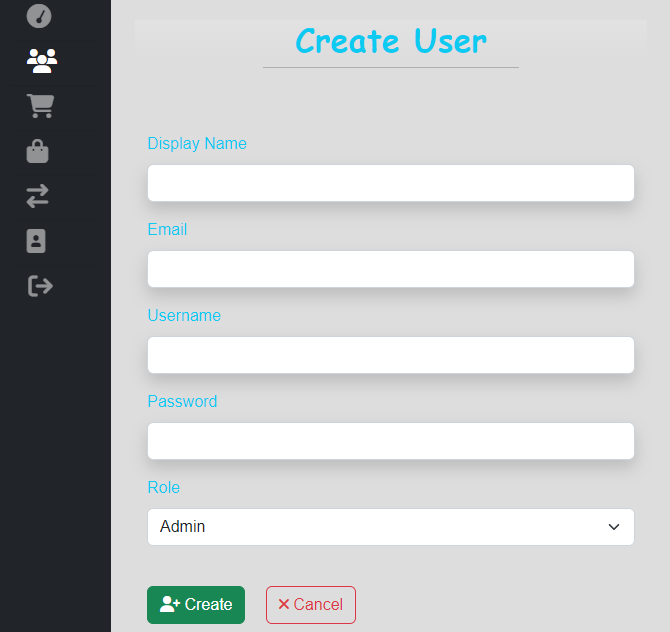 Create User
Display Name
Email
Username
Password
Role
Admin
Create
Cancel